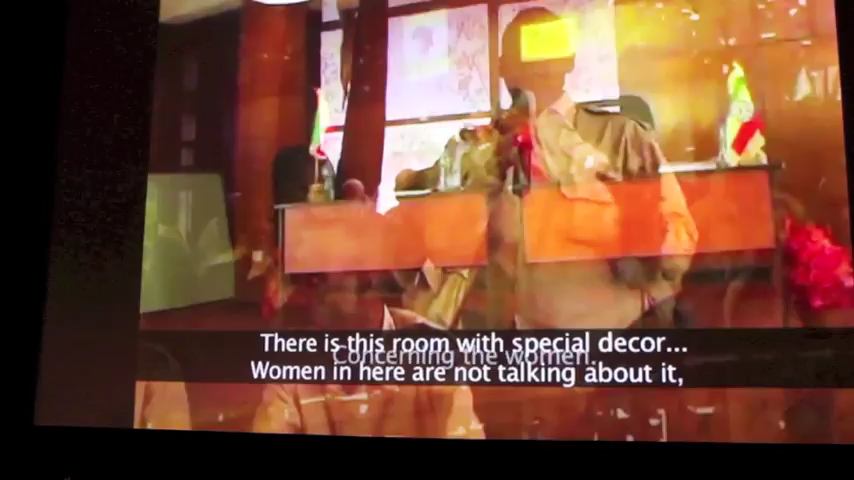 There is this room with special decor...
Concerning the women...
Women in here are not talking about it,